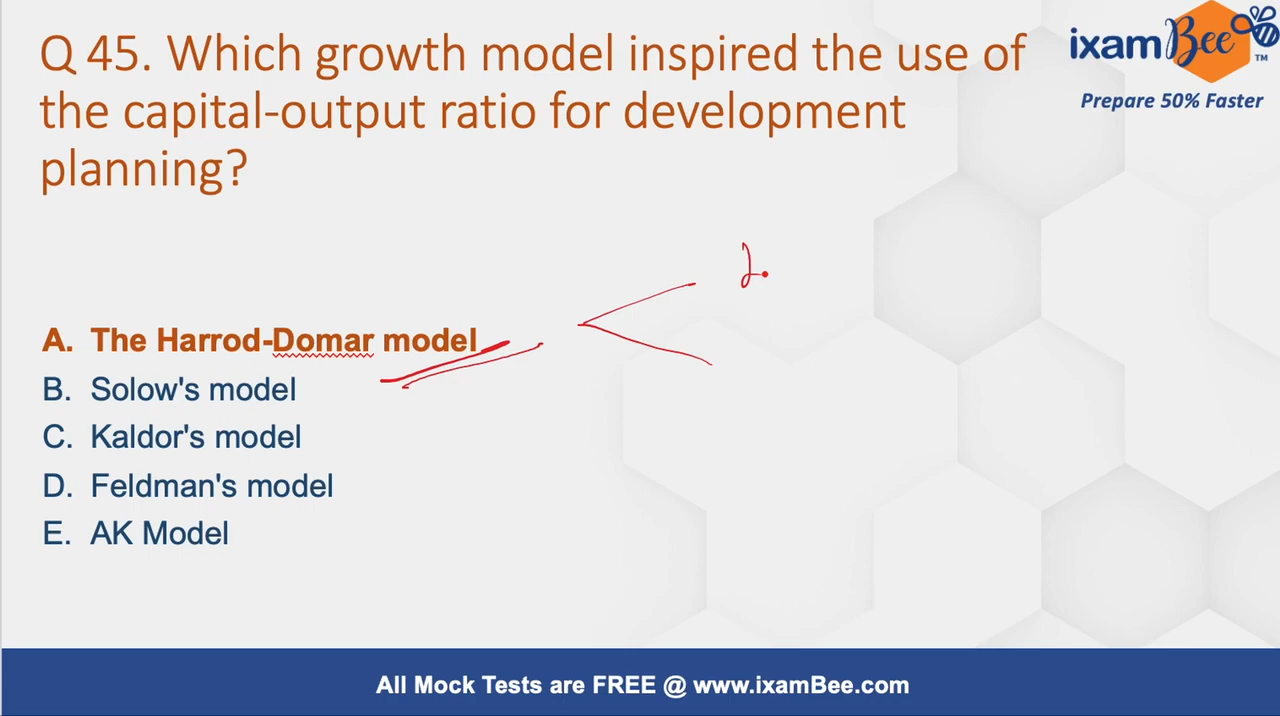 Q 45. Which growth model inspired the use of
the capital-output ratio for development
planning?
ixamBee™
Prepare 50% Faster
A. The Harrod-Domar model
B. Solow's model
C. Kaldor's model
D. Feldman's model
E. AK Model
All Mock Tests are FREE @ www.ixamBee.com